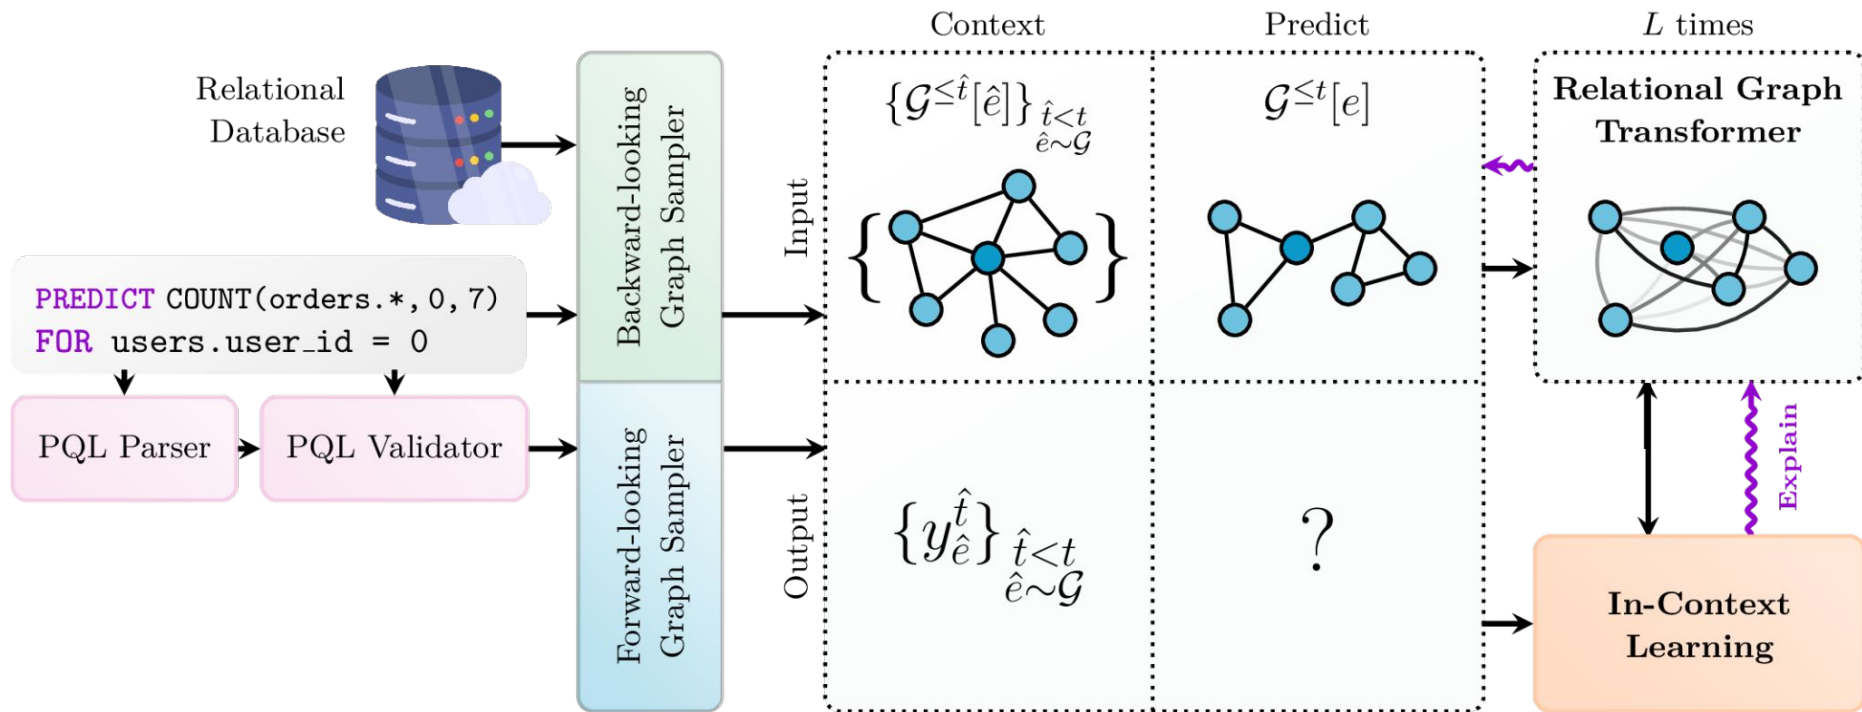 Context
Predict
L times
Relational
Database
PREDICT COUNT(orders.*, 0, 7)
FOR users.user_id = 0
PQL Parser
PQL Validator
Backward-looking
Graph Sampler
Forward-looking
Graph Sampler
Input
Output
{𝒢^{≤t̂}[ê]}
t̂<t
ê∼𝒢
𝒢^{≤t}[e]
{ }
{y_ê^t̂}
t̂<t
ê∼𝒢
?
Relational Graph
Transformer
Explain
In-Context
Learning